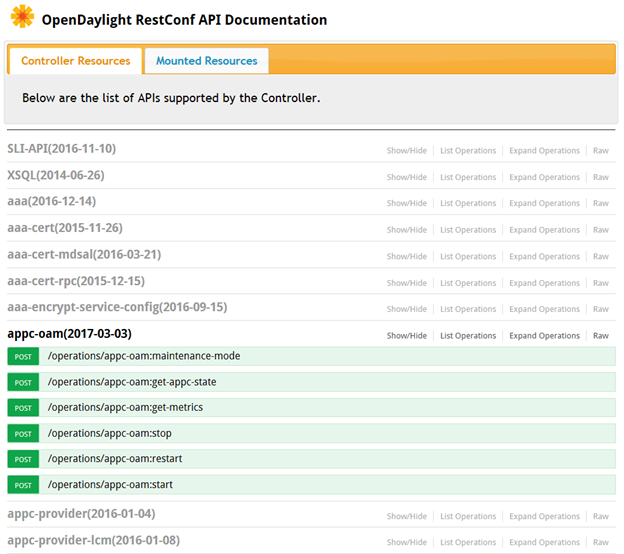 OpenDaylight RestConf API Documentation
Controller Resources Mounted Resources
Below are the list of APIs supported by the Controller.
SLI-API(2016-11-10) Show/Hide List Operations Expand Operations Raw
XSQL(2014-06-26) Show/Hide List Operations Expand Operations Raw
aaa(2016-12-14) Show/Hide List Operations Expand Operations Raw
aaa-cert(2015-11-26) Show/Hide List Operations Expand Operations Raw
aaa-cert-mdsal(2016-03-21) Show/Hide List Operations Expand Operations Raw
aaa-cert-rpc(2015-12-15) Show/Hide List Operations Expand Operations Raw
aaa-encrypt-service-config(2016-09-15) Show/Hide List Operations Expand Operations Raw
appc-oam(2017-03-03) Show/Hide List Operations Expand Operations Raw
POST /operations/appc-oam:maintenance-mode
POST /operations/appc-oam:get-appc-state
POST /operations/appc-oam:get-metrics
POST /operations/appc-oam:stop
POST /operations/appc-oam:restart
POST /operations/appc-oam:start
appc-provider(2016-01-04) Show/Hide List Operations Expand Operations Raw
appc-provider-lcm(2016-01-08) Show/Hide List Operations Expand Operations Raw